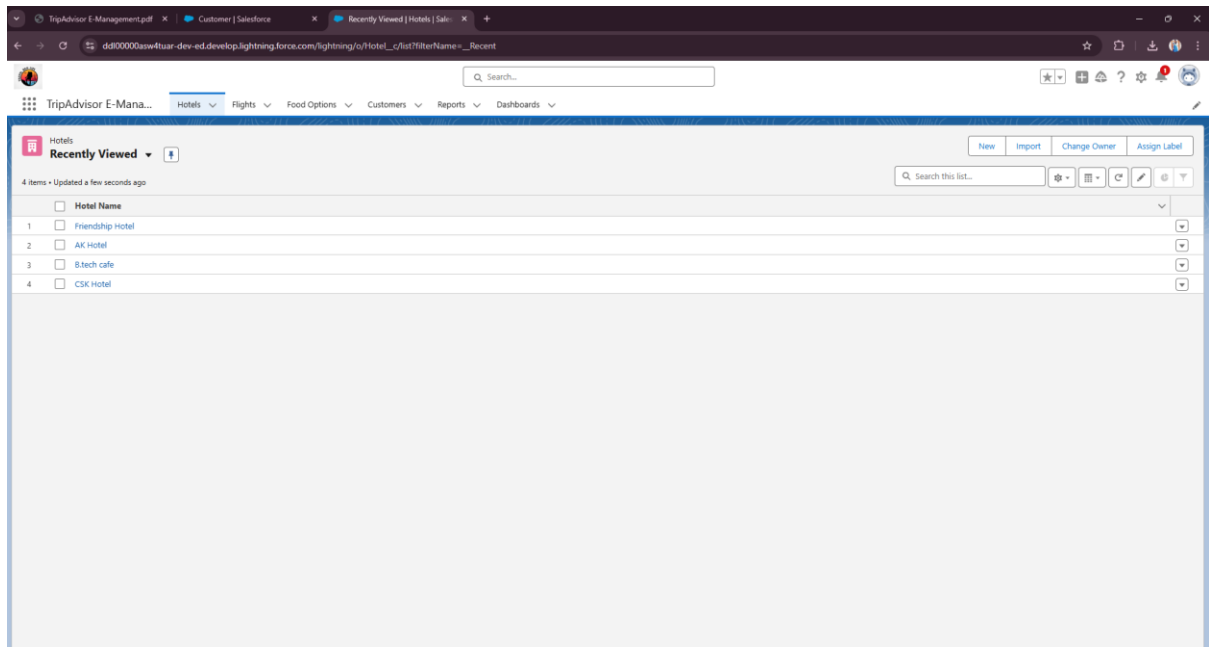 TripAdvisor E-Management.pdf
Customer | Salesforce
Recently Viewed | Hotels | Sales
ddl00000asw4tuar-dev-ed.develop.lightning.force.com/lightning/o/Hotel__c/list?filterName=__Recent
Search...
1
TripAdvisor E-Mana...
Hotels Flights Food Options Customers Reports Dashboards
Hotels
Recently Viewed
New Import Change Owner Assign Label
4 items • Updated a few seconds ago
Search this list...
Hotel Name
1 Friendship Hotel
2 AK Hotel
3 B.tech cafe
4 CSK Hotel